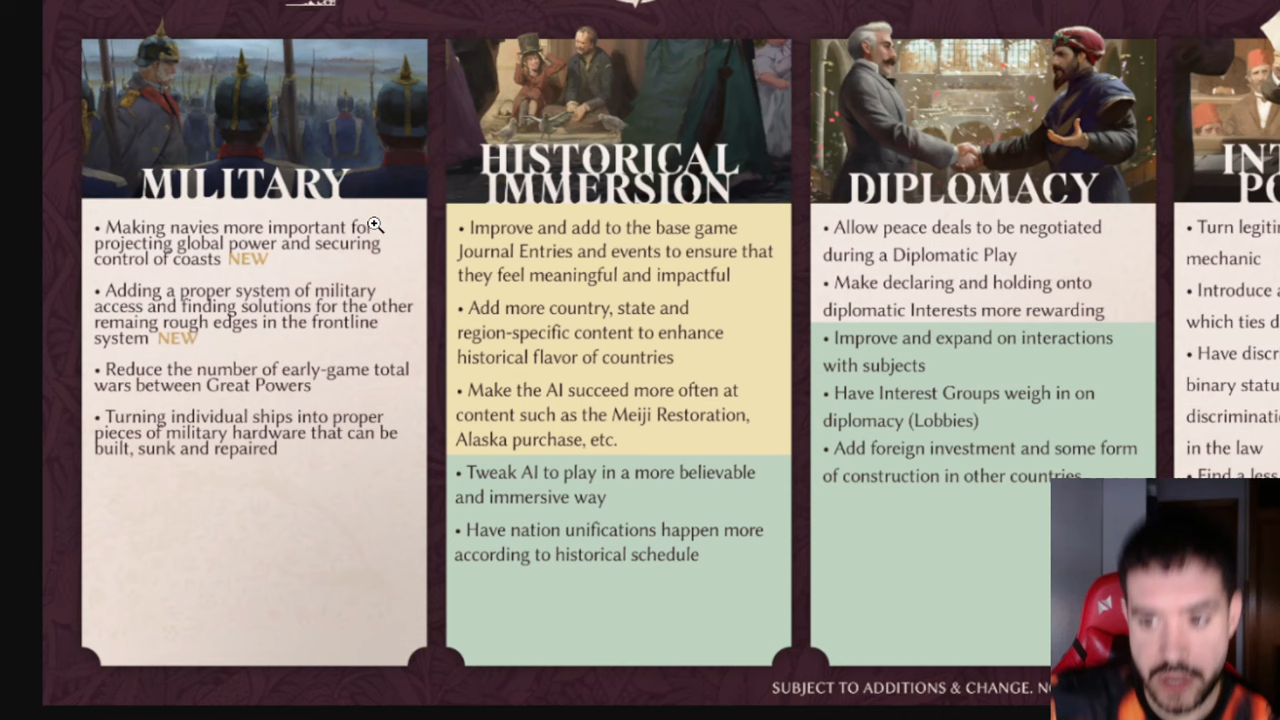 MILITARY
• Making navies more important for
projecting global power and securing
control of coasts NEW
• Adding a proper system of military
access and finding solutions for the other
remaing rough edges in the frontline
system NEW
• Reduce the number of early-game total
wars between Great Powers
• Turning individual ships into proper
pieces of military hardware that can be
built, sunk and repaired
HISTORICAL
IMMERSION
• Improve and add to the base game
Journal Entries and events to ensure that
they feel meaningful and impactful
• Add more country, state and
region-specific content to enhance
historical flavor of countries
• Make the AI succeed more often at
content such as the Meiji Restoration,
Alaska purchase, etc.
• Tweak AI to play in a more believable
and immersive way
• Have nation unifications happen more
according to historical schedule
DIPLOMACY
• Allow peace deals to be negotiated
during a Diplomatic Play
• Make declaring and holding onto
diplomatic Interests more rewarding
• Improve and expand on interactions
with subjects
• Have Interest Groups weigh in on
diplomacy (Lobbies)
• Add foreign investment and some form
of construction in other countries
INT
PO
• Turn legiti
mechanic
• Introduce a
which ties d
• Have discr
binary statu
discriminati
in the law
• Find a less
SUBJECT TO ADDITIONS & CHANGE.